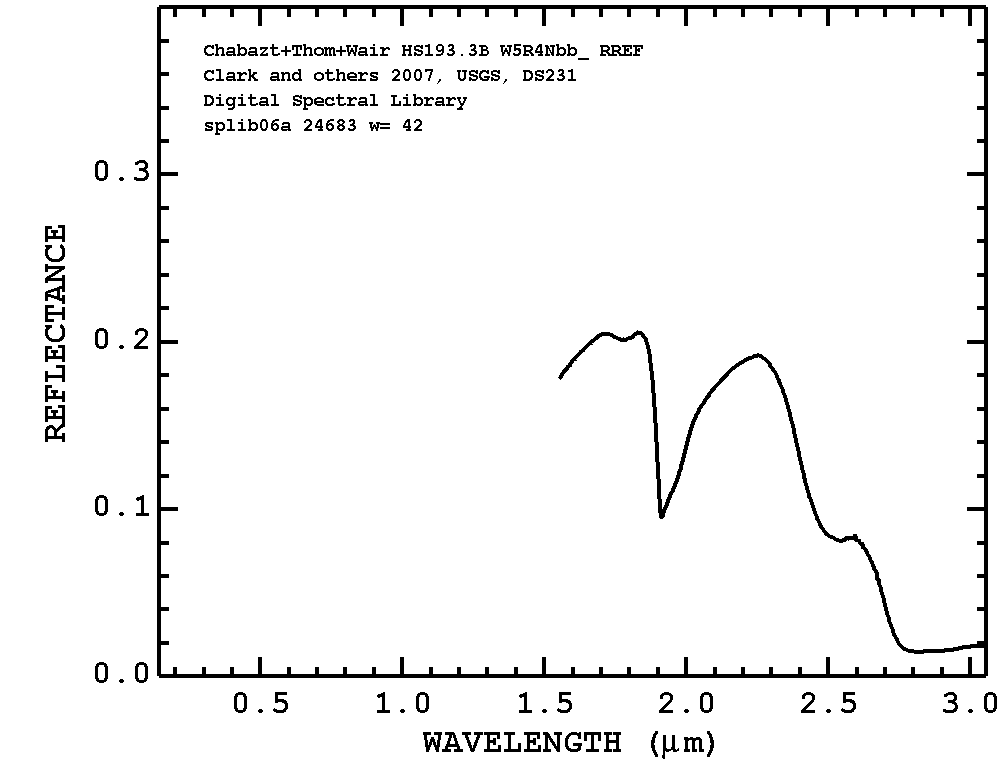 Chabazt+Thom+Wair HS193.3B W5R4Nbb_ RREF
Clark and others 2007, USGS, DS231
Digital Spectral Library
splib06a 24683 w= 42
REFLECTANCE
0.3
0.2
0.1
0.0
0.5 1.0 1.5 2.0 2.5 3.0
WAVELENGTH (μm)